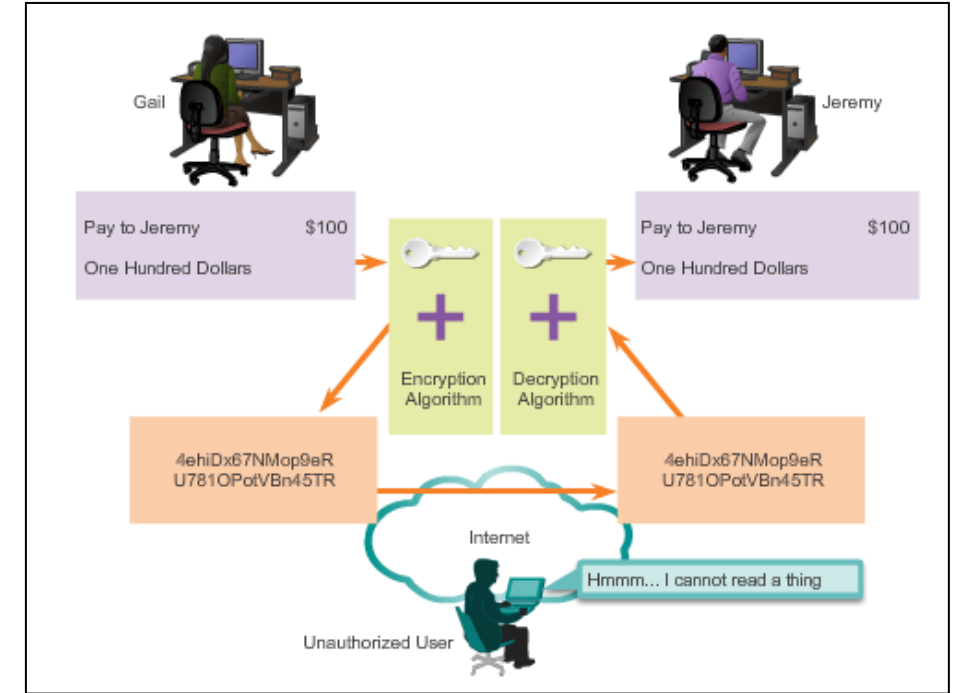 Gail
Jeremy
Pay to Jeremy $100
One Hundred Dollars
Pay to Jeremy $100
One Hundred Dollars
Encryption
Algorithm
Decryption
Algorithm
4ehiDx67NMop9eR
U781OPotVBn45TR
4ehiDx67NMop9eR
U781OPotVBn45TR
Internet
Hmmm... I cannot read a thing
Unauthorized User